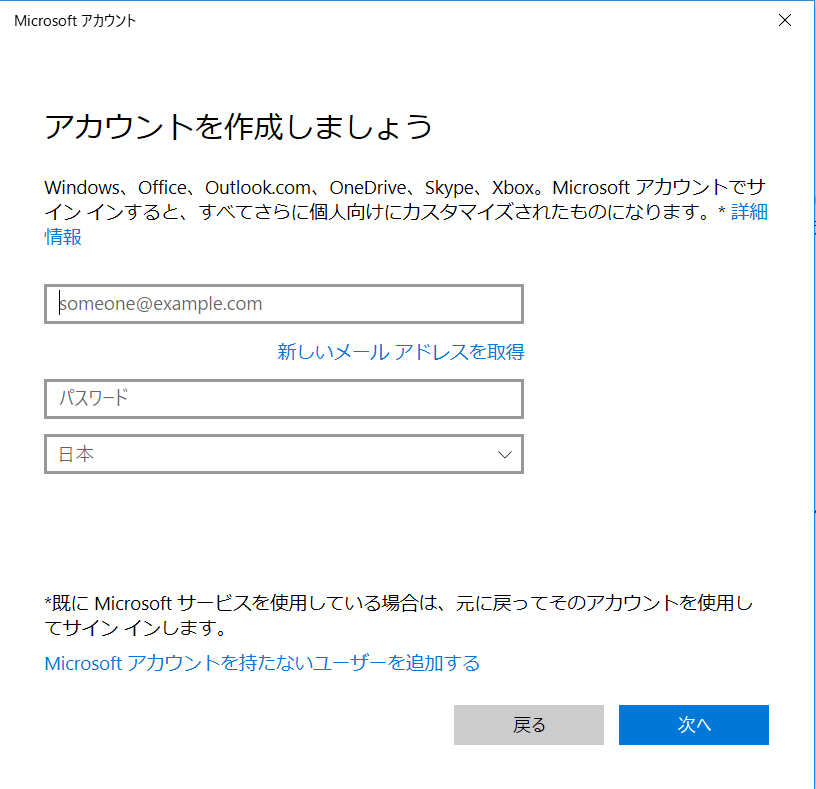 Microsoft アカウント
アカウントを作成しましょう
Windows、Office、Outlook.com、OneDrive、Skype、Xbox。Microsoft アカウントでサ
イン インすると、すべてさらに個人向けにカスタマイズされたものになります。* 詳細
情報
someone@example.com
新しいメール アドレスを取得
パスワード
日本
*既に Microsoft サービスを使用している場合は、元に戻ってそのアカウントを使用し
てサイン インします。
Microsoft アカウントを持たないユーザーを追加する
戻る
次へ